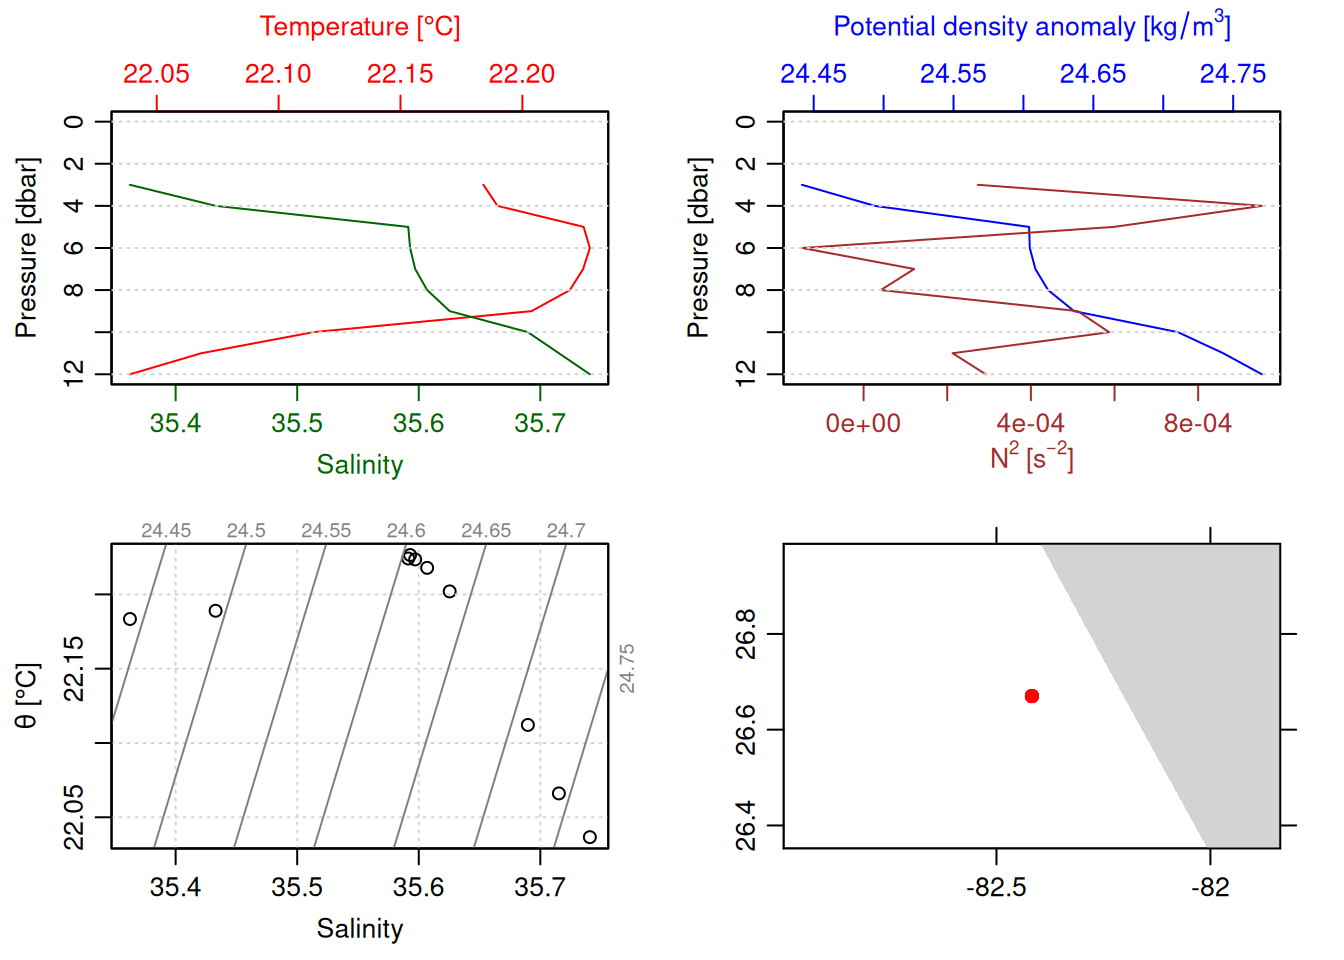 Temperature [°C]
22.05 22.10 22.15 22.20
Pressure [dbar]
0 2 4 6 8 12
35.4 35.5 35.6 35.7
Salinity
Potential density anomaly [kg/m³]
24.45 24.55 24.65 24.75
Pressure [dbar]
0 2 4 6 8 12
0e+00 4e-04 8e-04
N² [s⁻²]
24.45 24.5 24.55 24.6 24.65 24.7
24.75
θ [°C]
22.15
22.05
35.4 35.5 35.6 35.7
Salinity
26.8
26.6
26.4
-82.5 -82